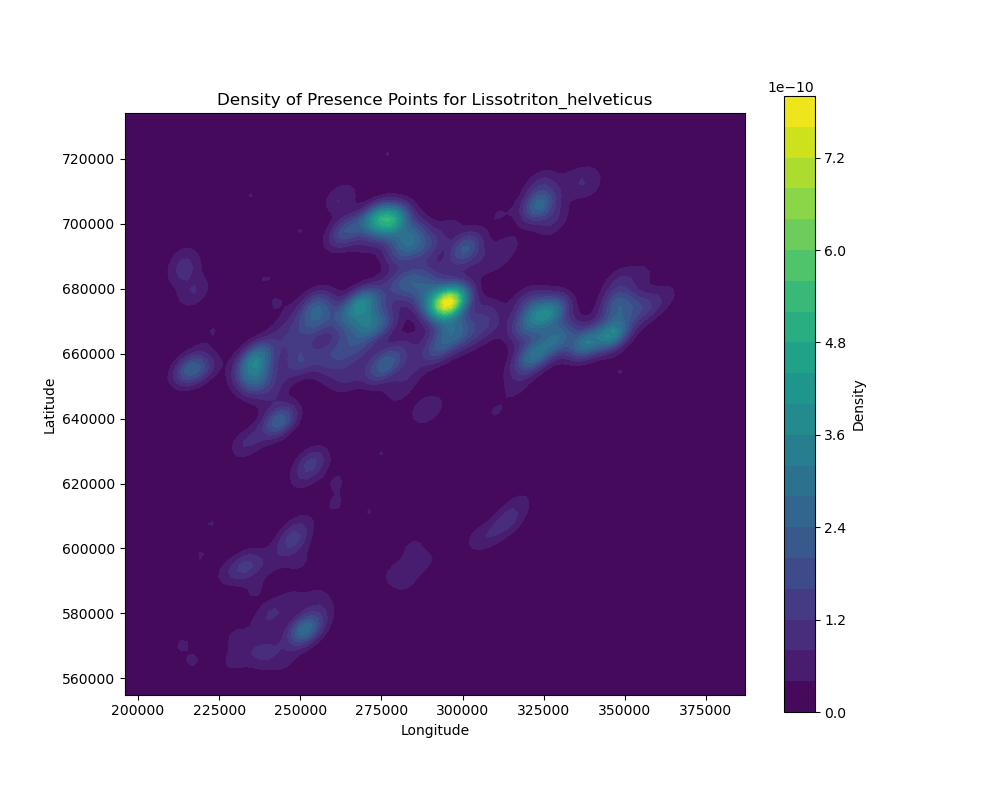 1e−10
Density of Presence Points for Lissotriton_helveticus
720000
700000
680000
660000
640000
620000
600000
580000
560000
Latitude
200000 225000 250000 275000 300000 325000 350000 375000
Longitude
7.2
6.0
4.8
3.6
2.4
1.2
0.0
Density